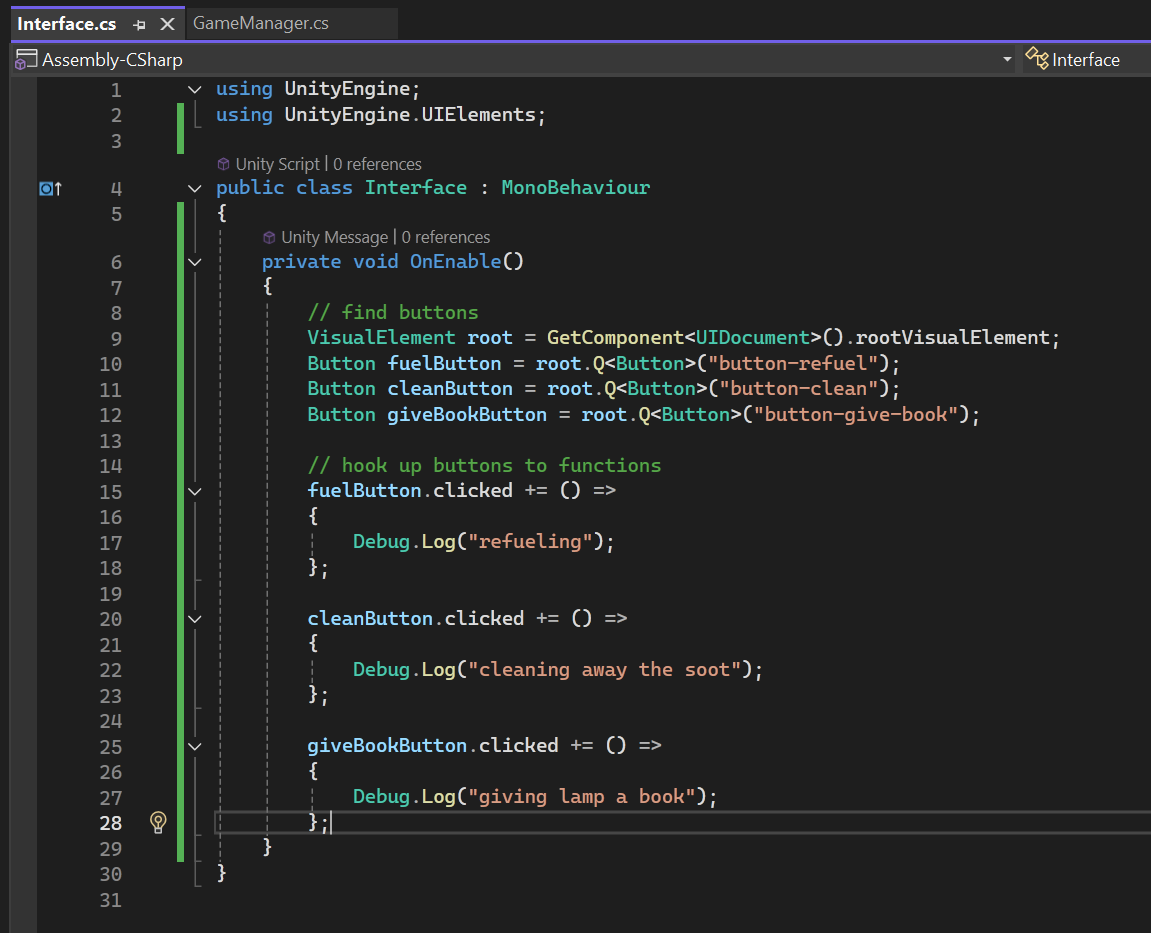 Interface.cs GameManager.cs
Assembly-CSharp Interface
1 using UnityEngine;
2 using UnityEngine.UIElements;
3
Unity Script | 0 references
4 public class Interface : MonoBehaviour
5 {
Unity Message | 0 references
6 private void OnEnable()
7 {
8 // find buttons
9 VisualElement root = GetComponent<UIDocument>().rootVisualElement;
10 Button fuelButton = root.Q<Button>("button-refuel");
11 Button cleanButton = root.Q<Button>("button-clean");
12 Button giveBookButton = root.Q<Button>("button-give-book");
13
14 // hook up buttons to functions
15 fuelButton.clicked += () =>
16 {
17 Debug.Log("refueling");
18 };
19
20 cleanButton.clicked += () =>
21 {
22 Debug.Log("cleaning away the soot");
23 };
24
25 giveBookButton.clicked += () =>
26 {
27 Debug.Log("giving lamp a book");
28 };
29 }
30 }
31